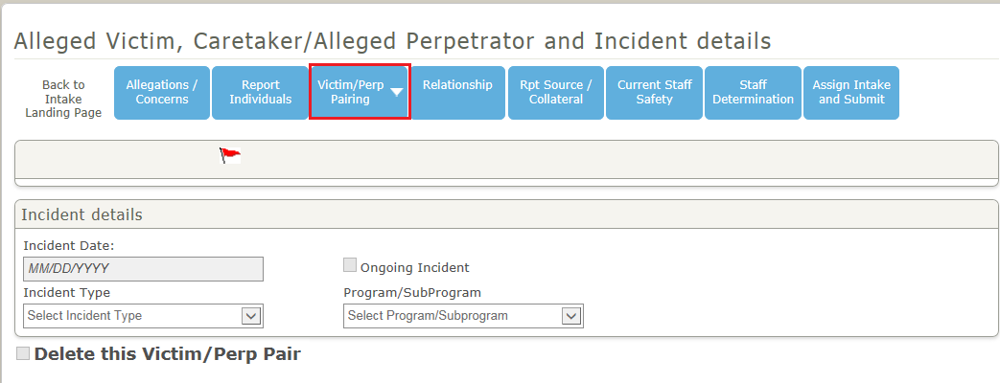 Alleged Victim, Caretaker/Alleged Perpetrator and Incident details
Back to
Intake
Landing Page
Allegations /
Concerns
Report
Individuals
Victim/Perp
Pairing
Relationship
Rpt Source /
Collateral
Current Staff
Safety
Staff
Determination
Assign Intake
and Submit
Incident details
Incident Date:
MM/DD/YYYY
Ongoing Incident
Incident Type
Program/SubProgram
Select Incident Type
Select Program/Subprogram
Delete this Victim/Perp Pair